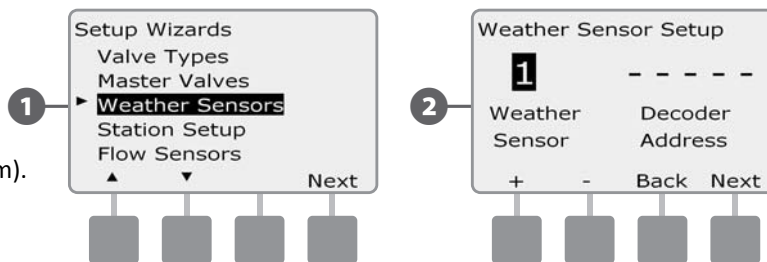 m).
1
Setup Wizards
Valve Types
Master Valves
► Weather Sensors
Station Setup
Flow Sensors
▲ ▼ Next
2
Weather Sensor Setup
1 - - - - -
Weather Sensor
Decoder Address
+ - Back Next